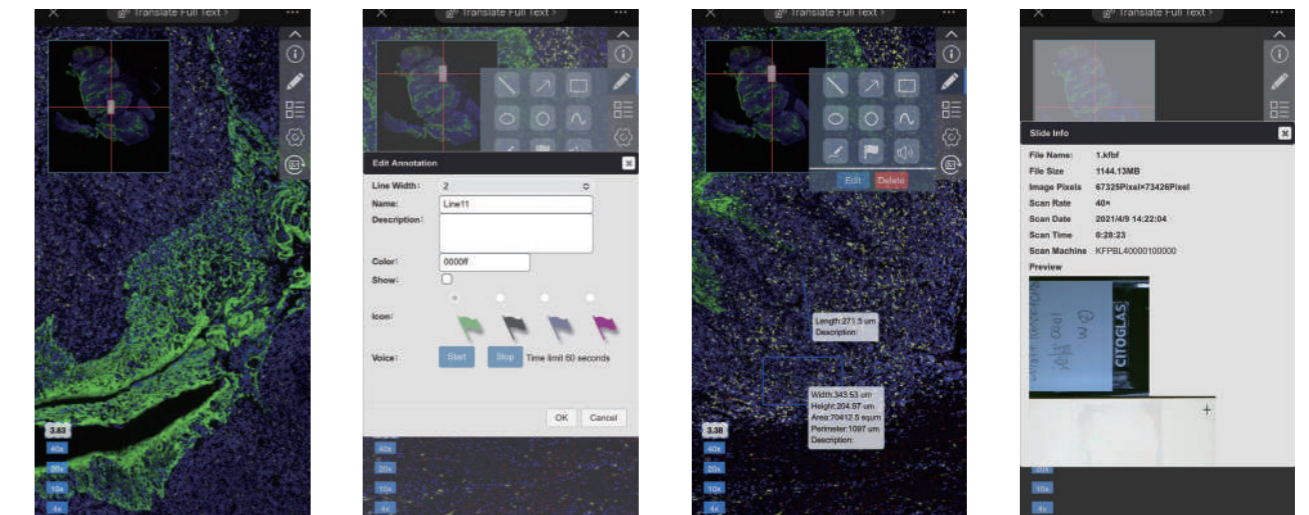 Translate Full Text >
3.83
40x
20x
10x
4x
Translate Full Text >
Edit Annotation
Line Width:
2
Name:
Line11
Description:
Color:
0000ff
Show:
Icon:
Voice:
Start
Stop
Time limit 60 seconds
OK
Cancel
40x
20x
10x
4x
Translate Full Text >
Edit
Delete
Length:271.5 um
Description:
Width:343.53 um
Height:204.97 um
Area:70412.5 squm
Perimeter:1097 um
Description:
3.38
40x
20x
10x
4x
Translate Full Text >
Slide Info
File Name: 1.kfbf
File Size 1144.13MB
Image Pixels 67325Pixel×73426Pixel
Scan Rate 40×
Scan Date 2021/4/9 14:22:04
Scan Time 0:28:23
Scan Machine KFPBL40000100000
Preview
CITOGLAS
20x
10x
4x